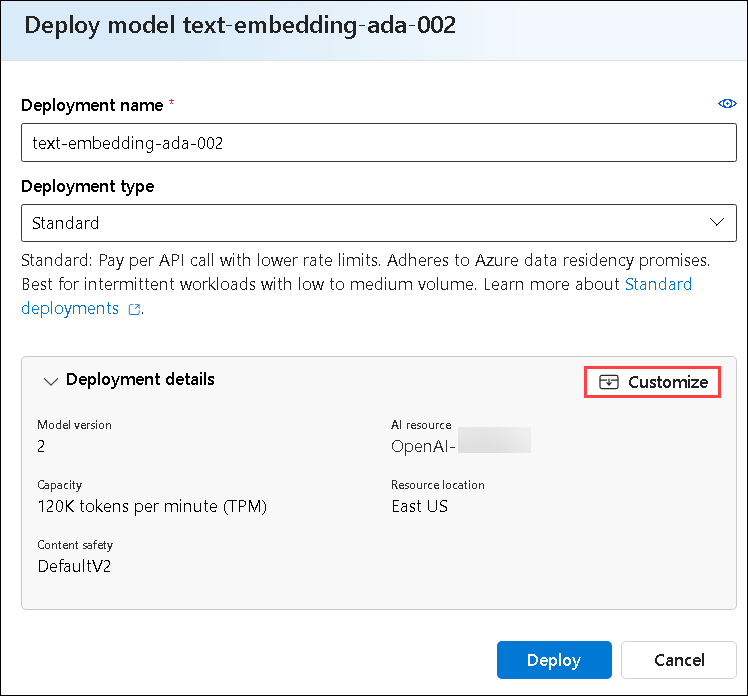 Deploy model text-embedding-ada-002
Deployment name *
text-embedding-ada-002
Deployment type
Standard
Standard: Pay per API call with lower rate limits. Adheres to Azure data residency promises.
Best for intermittent workloads with low to medium volume. Learn more about Standard
deployments.
Deployment details
Customize
Model version
2
AI resource
OpenAI-
Capacity
120K tokens per minute (TPM)
Resource location
East US
Content safety
DefaultV2
Deploy
Cancel